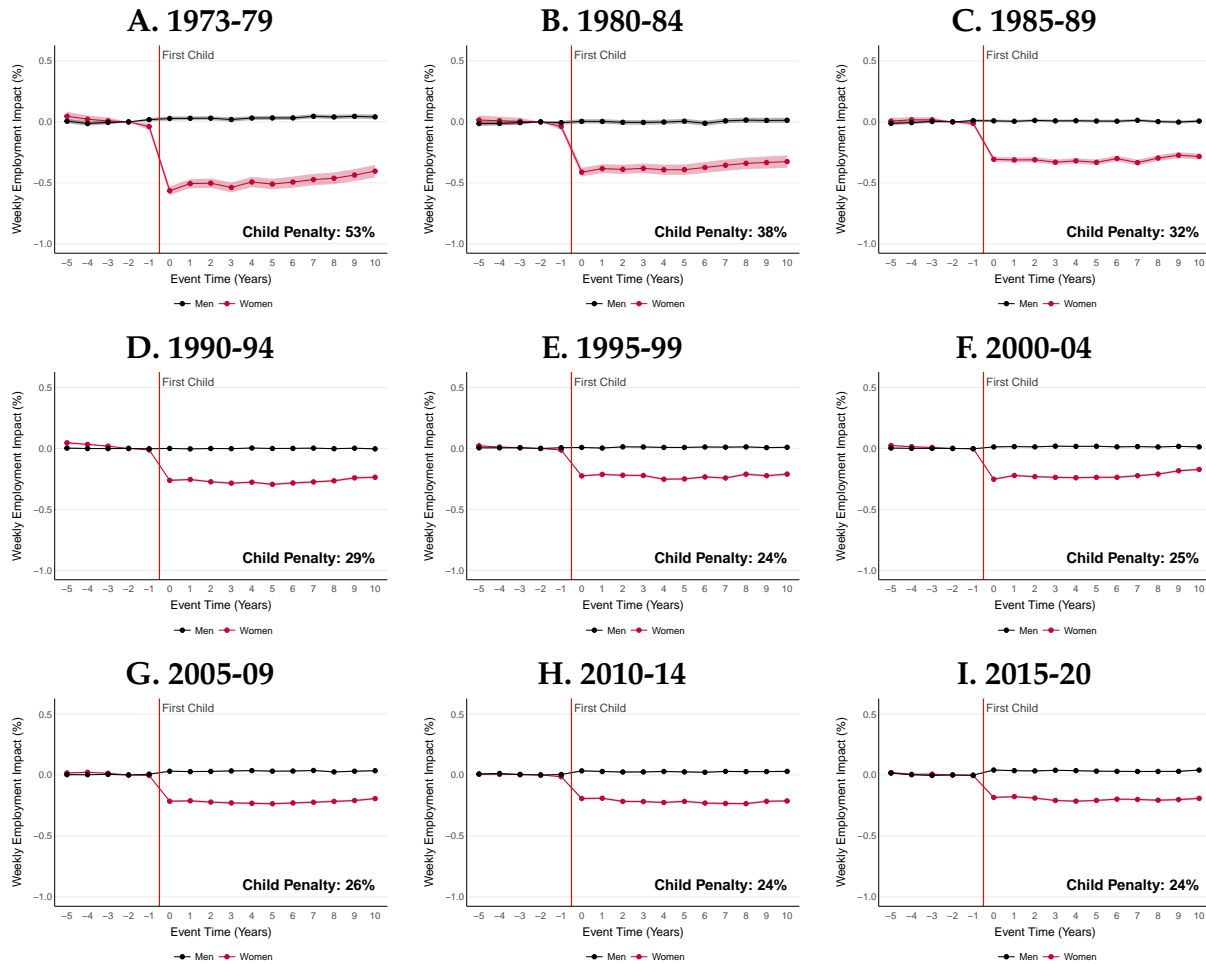 A. 1973-79
First Child
Weekly Employment Impact (%)
0.5
0.0
−0.5
−1.0
Child Penalty: 53%
−5 −4 −3 −2 −1 0 1 2 3 4 5 6 7 8 9 10
Event Time (Years)
Men Women
B. 1980-84
First Child
Weekly Employment Impact (%)
0.5
0.0
−0.5
−1.0
Child Penalty: 38%
−5 −4 −3 −2 −1 0 1 2 3 4 5 6 7 8 9 10
Event Time (Years)
Men Women
C. 1985-89
First Child
Weekly Employment Impact (%)
0.5
0.0
−0.5
−1.0
Child Penalty: 32%
−5 −4 −3 −2 −1 0 1 2 3 4 5 6 7 8 9 10
Event Time (Years)
Men Women
D. 1990-94
First Child
Weekly Employment Impact (%)
0.5
0.0
−0.5
−1.0
Child Penalty: 29%
−5 −4 −3 −2 −1 0 1 2 3 4 5 6 7 8 9 10
Event Time (Years)
Men Women
E. 1995-99
First Child
Weekly Employment Impact (%)
0.5
0.0
−0.5
−1.0
Child Penalty: 24%
−5 −4 −3 −2 −1 0 1 2 3 4 5 6 7 8 9 10
Event Time (Years)
Men Women
F. 2000-04
First Child
Weekly Employment Impact (%)
0.5
0.0
−0.5
−1.0
Child Penalty: 25%
−5 −4 −3 −2 −1 0 1 2 3 4 5 6 7 8 9 10
Event Time (Years)
Men Women
G. 2005-09
First Child
Weekly Employment Impact (%)
0.5
0.0
−0.5
−1.0
Child Penalty: 26%
−5 −4 −3 −2 −1 0 1 2 3 4 5 6 7 8 9 10
Event Time (Years)
Men Women
H. 2010-14
First Child
Weekly Employment Impact (%)
0.5
0.0
−0.5
−1.0
Child Penalty: 24%
−5 −4 −3 −2 −1 0 1 2 3 4 5 6 7 8 9 10
Event Time (Years)
Men Women
I. 2015-20
First Child
Weekly Employment Impact (%)
0.5
0.0
−0.5
−1.0
Child Penalty: 24%
−5 −4 −3 −2 −1 0 1 2 3 4 5 6 7 8 9 10
Event Time (Years)
Men Women